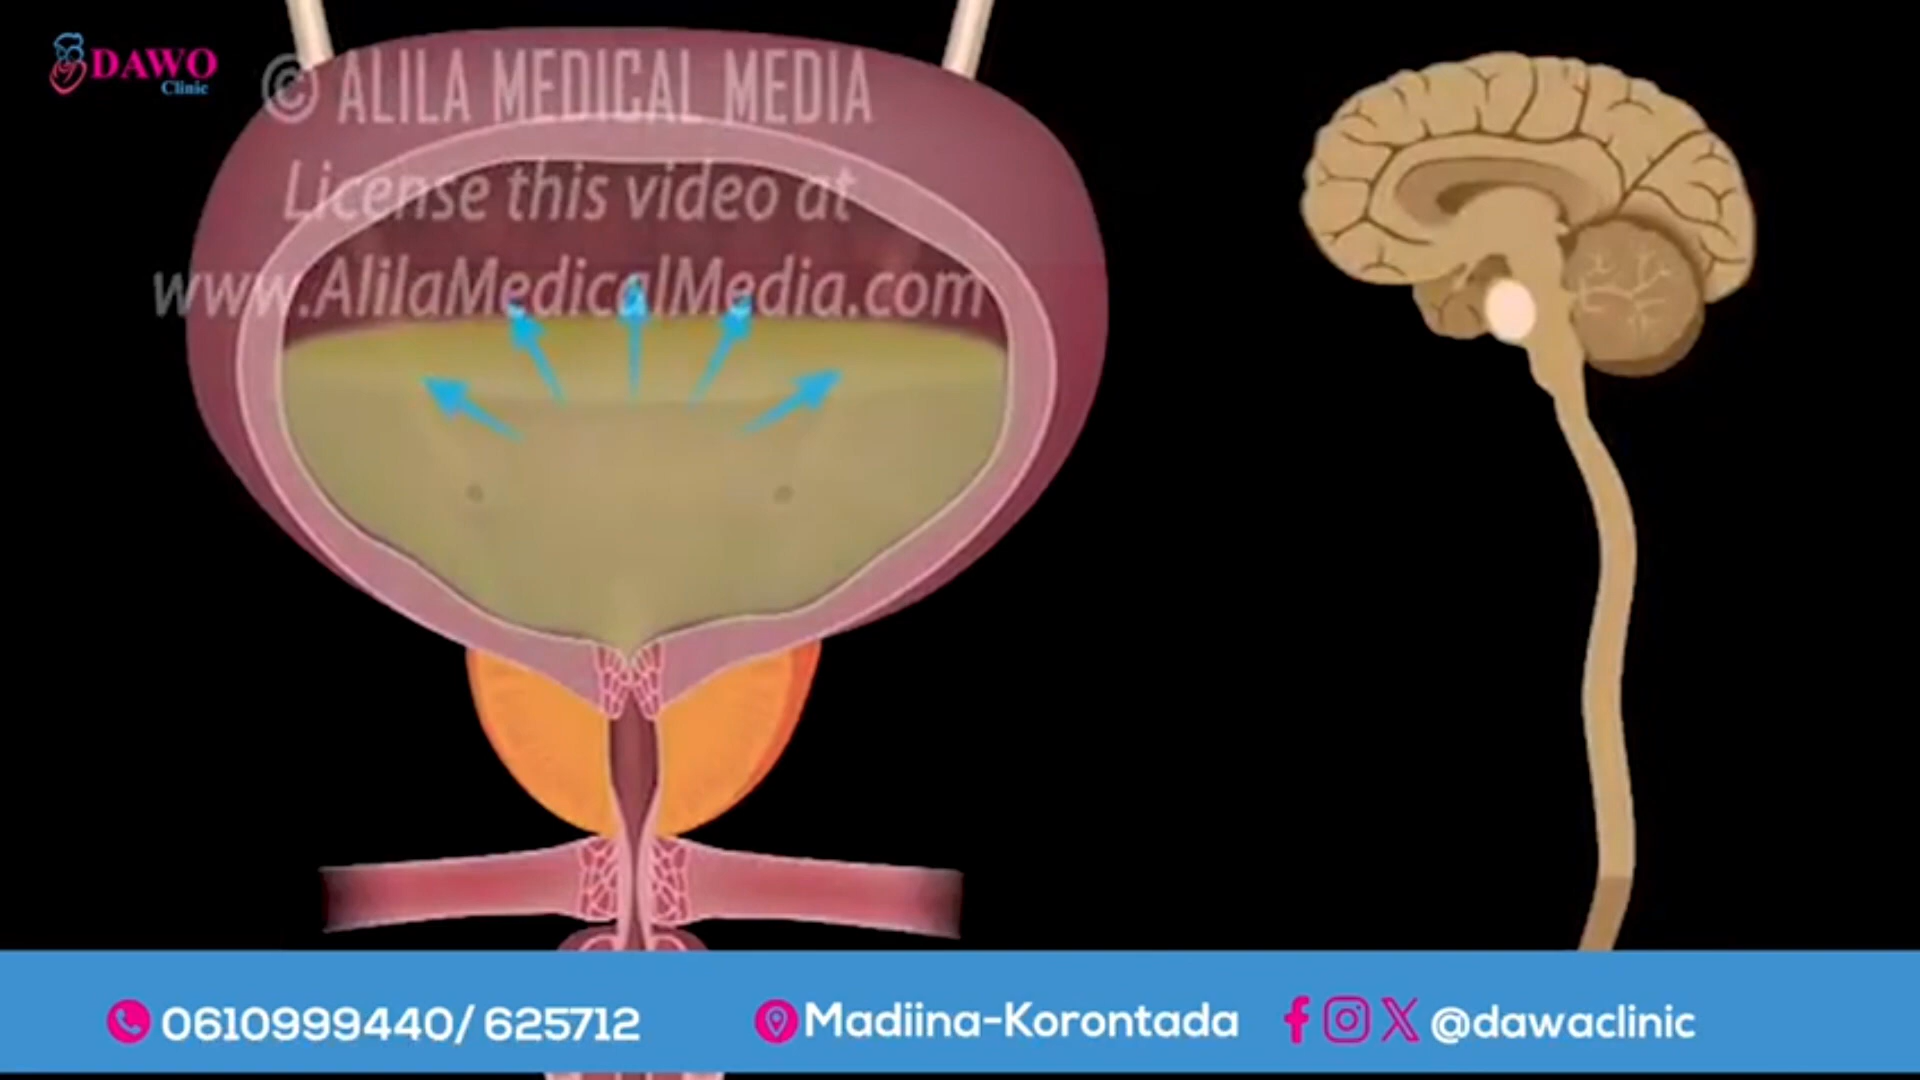 DAWO
Clinic
© ALILA MEDICAL MEDIA
License this video at
www.AlilaMedicalMedia.com
0610999440/ 625712
Madiina-Korontada
@dawaclinic